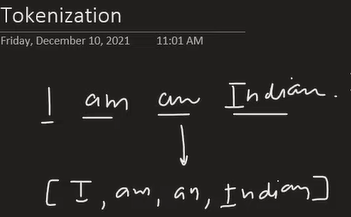 Tokenization
Friday, December 10, 2021 11:01 AM
I am an Indian.
[ I, am, an, Indian ]